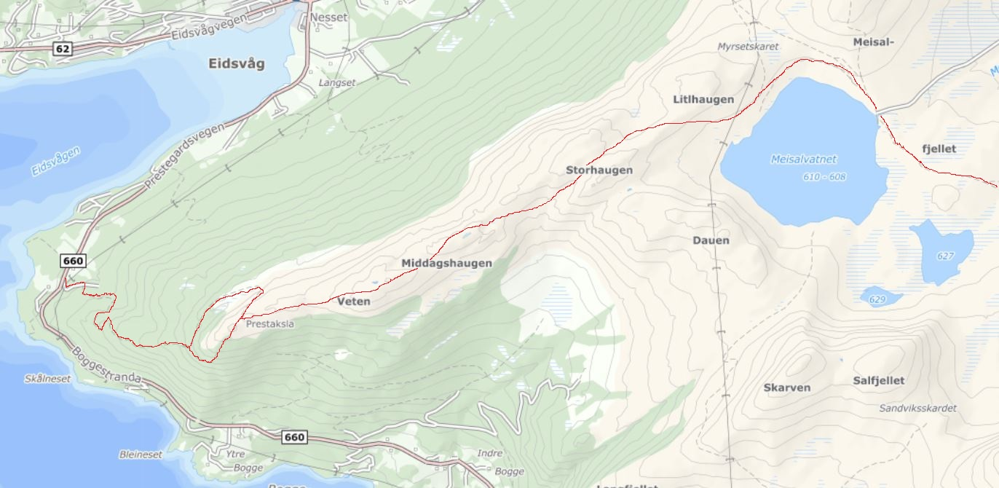 Nesset
Eidsvågvegen
62
Eidsvåg
Langset
Meisal-
Myrsetskaret
Litlhaugen
Prestegardsvegen
Eidsvågen
Storhaugen
Meisalvatnet
610 - 608
fjellet
660
Dauen
627
Middagshaugen
629
Veten
Prestaksla
Boggestranda
Skålneset
Skarven
Salfjellet
Sandviksskardet
660
Bleineset
Ytre
Bogge
Indre
Bogge